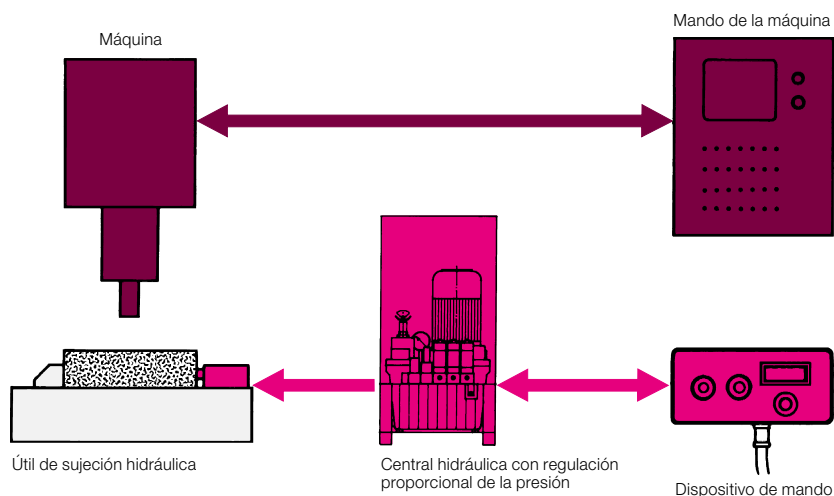 Mando de la máquina
Máquina
Útil de sujeción hidráulica
Central hidráulica con regulación
proporcional de la presión
Dispositivo de mando